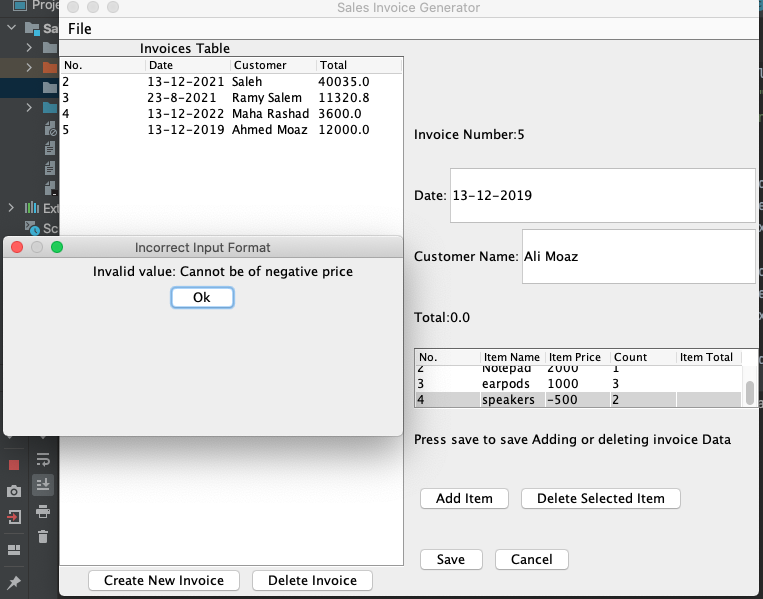 Proje
Sales Invoice Generator
Sa
File
Invoices Table
No. Date Customer Total
2 13-12-2021 Saleh 40035.0
3 23-8-2021 Ramy Salem 11320.8
4 13-12-2022 Maha Rashad 3600.0
5 13-12-2019 Ahmed Moaz 12000.0
Invoice Number:5
Date: 13-12-2019
Ext
Sc
Incorrect Input Format
Invalid value: Cannot be of negative price
Ok
Customer Name: Ali Moaz
Total:0.0
No. Item Name Item Price Count Item Total
2 Notepad 2000 1
3 earpods 1000 3
4 speakers -500 2
Press save to save Adding or deleting invoice Data
Add Item Delete Selected Item
Save Cancel
Create New Invoice Delete Invoice